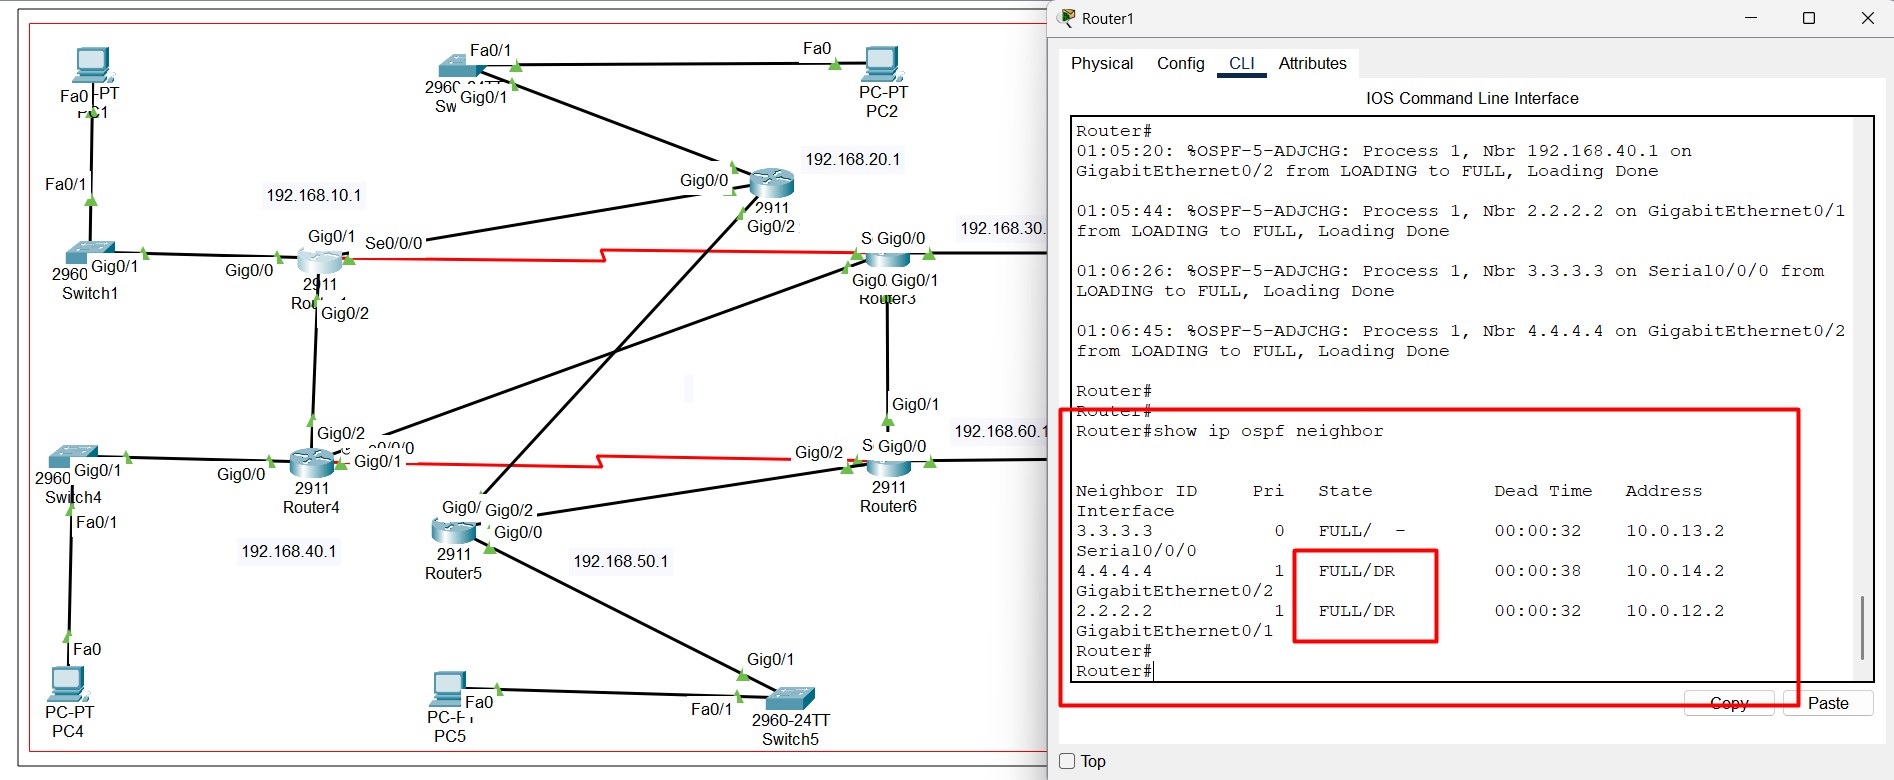 Router1
Physical Config CLI Attributes
IOS Command Line Interface
Router#
01:05:20: %OSPF-5-ADJCHG: Process 1, Nbr 192.168.40.1 on
GigabitEthernet0/2 from LOADING to FULL, Loading Done
01:05:44: %OSPF-5-ADJCHG: Process 1, Nbr 2.2.2.2 on GigabitEthernet0/1
from LOADING to FULL, Loading Done
01:06:26: %OSPF-5-ADJCHG: Process 1, Nbr 3.3.3.3 on Serial0/0/0 from
LOADING to FULL, Loading Done
01:06:45: %OSPF-5-ADJCHG: Process 1, Nbr 4.4.4.4 on GigabitEthernet0/2
from LOADING to FULL, Loading Done
Router#
Router#
Router#show ip ospf neighbor
Neighbor ID Pri State Dead Time Address
Interface
3.3.3.3 0 FULL/ - 00:00:32 10.0.13.2
Serial0/0/0
4.4.4.4 1 FULL/DR 00:00:38 10.0.14.2
GigabitEthernet0/2
2.2.2.2 1 FULL/DR 00:00:32 10.0.12.2
GigabitEthernet0/1
Router#
Router#
Copy Paste
Top
Fa0
PC1
Fa0/1
Gig0/1
2960
Switch1
192.168.10.1
Gig0/1
Se0/0/0
Gig0/0
2911
Gig0/2
Fa0/1
Gig0/1
Fa0
PC-PT
PC2
192.168.20.1
Gig0/0
2911
Gig0/2
192.168.30.
Gig0/0
Gig0/1
Router3
Gig0/1
192.168.60.1
Gig0/2
Gig0/0
2911
Router6
Gig0/2
Gig0/1
Gig0/0
2911
Router4
192.168.40.1
Gig0/1
2960
Switch4
Fa0/1
Fa0
PC-PT
PC4
Gig0/
Gig0/2
Gig0/0
2911
Router5
192.168.50.1
Gig0/1
Fa0/1
2960-24TT
Switch5
Fa0
PC5